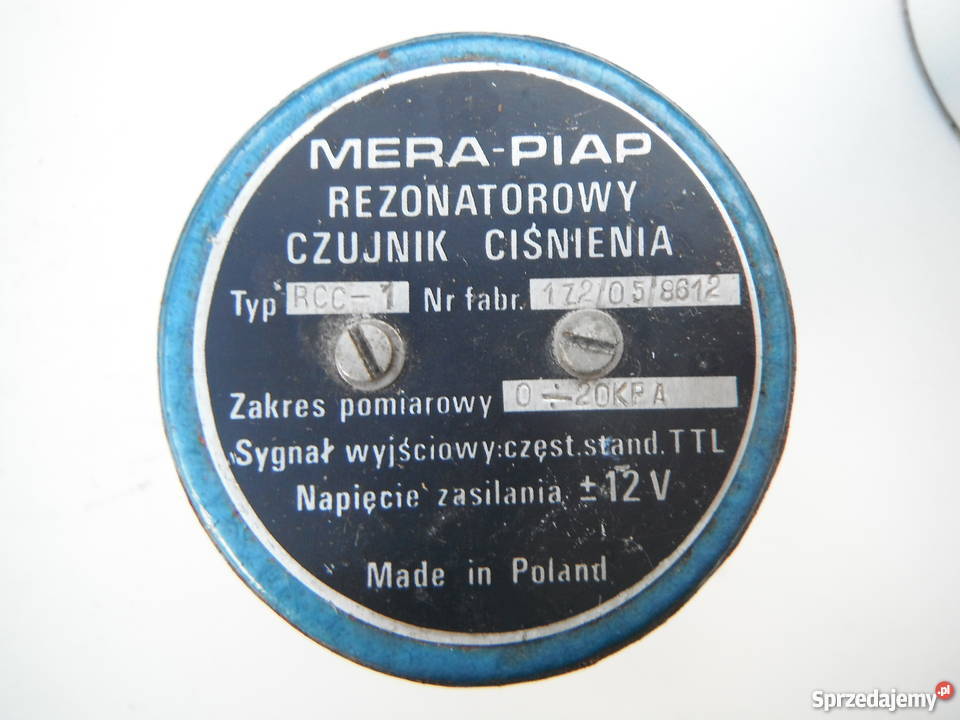 MERA-PIAP
REZONATOROWY
CZUJNIK CIŚNIENIA
Typ RCC-1 Nr fabr. 172/05/8612
Zakres pomiarowy 0÷20KPA
Sygnał wyjściowy:częst.stand.TTL
Napięcie zasilania ±12V
Made in Poland
Sprzedajemy.pl